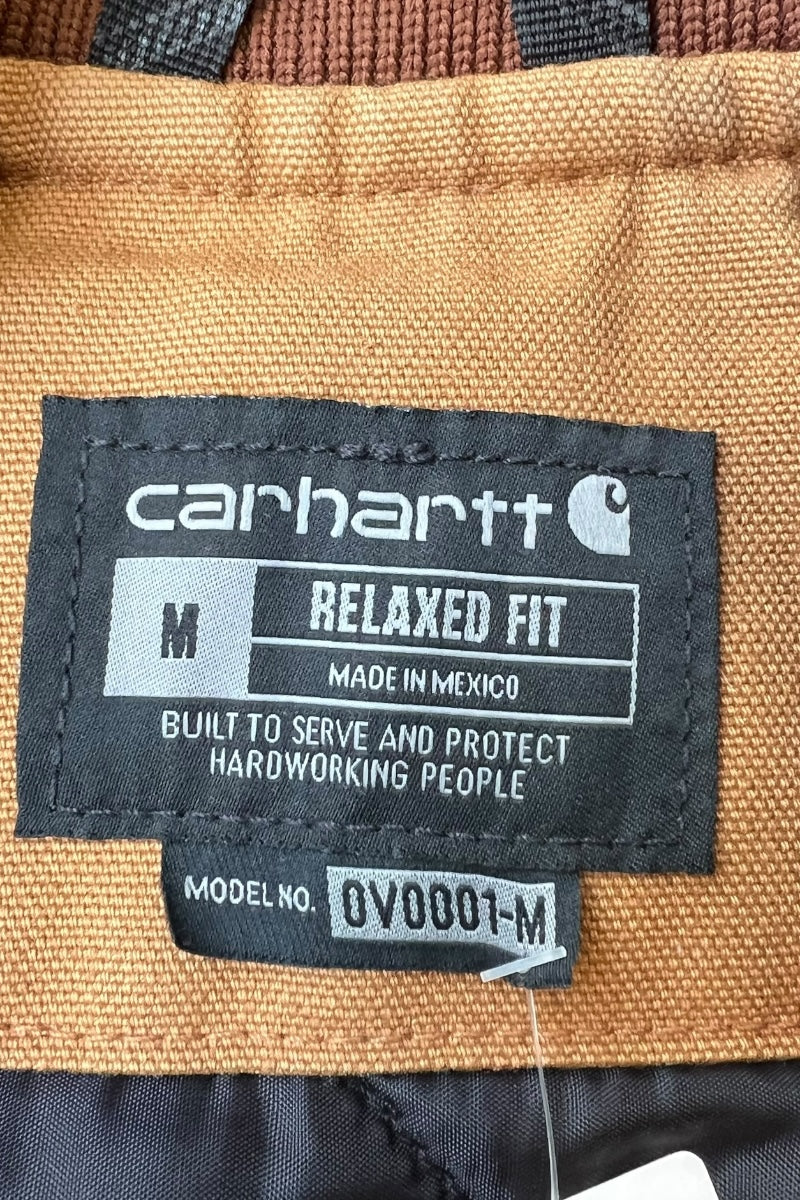 carhartt
M
RELAXED FIT
MADE IN MEXICO
BUILT TO SERVE AND PROTECT
HARDWORKING PEOPLE
MODEL NO. OV0001-M